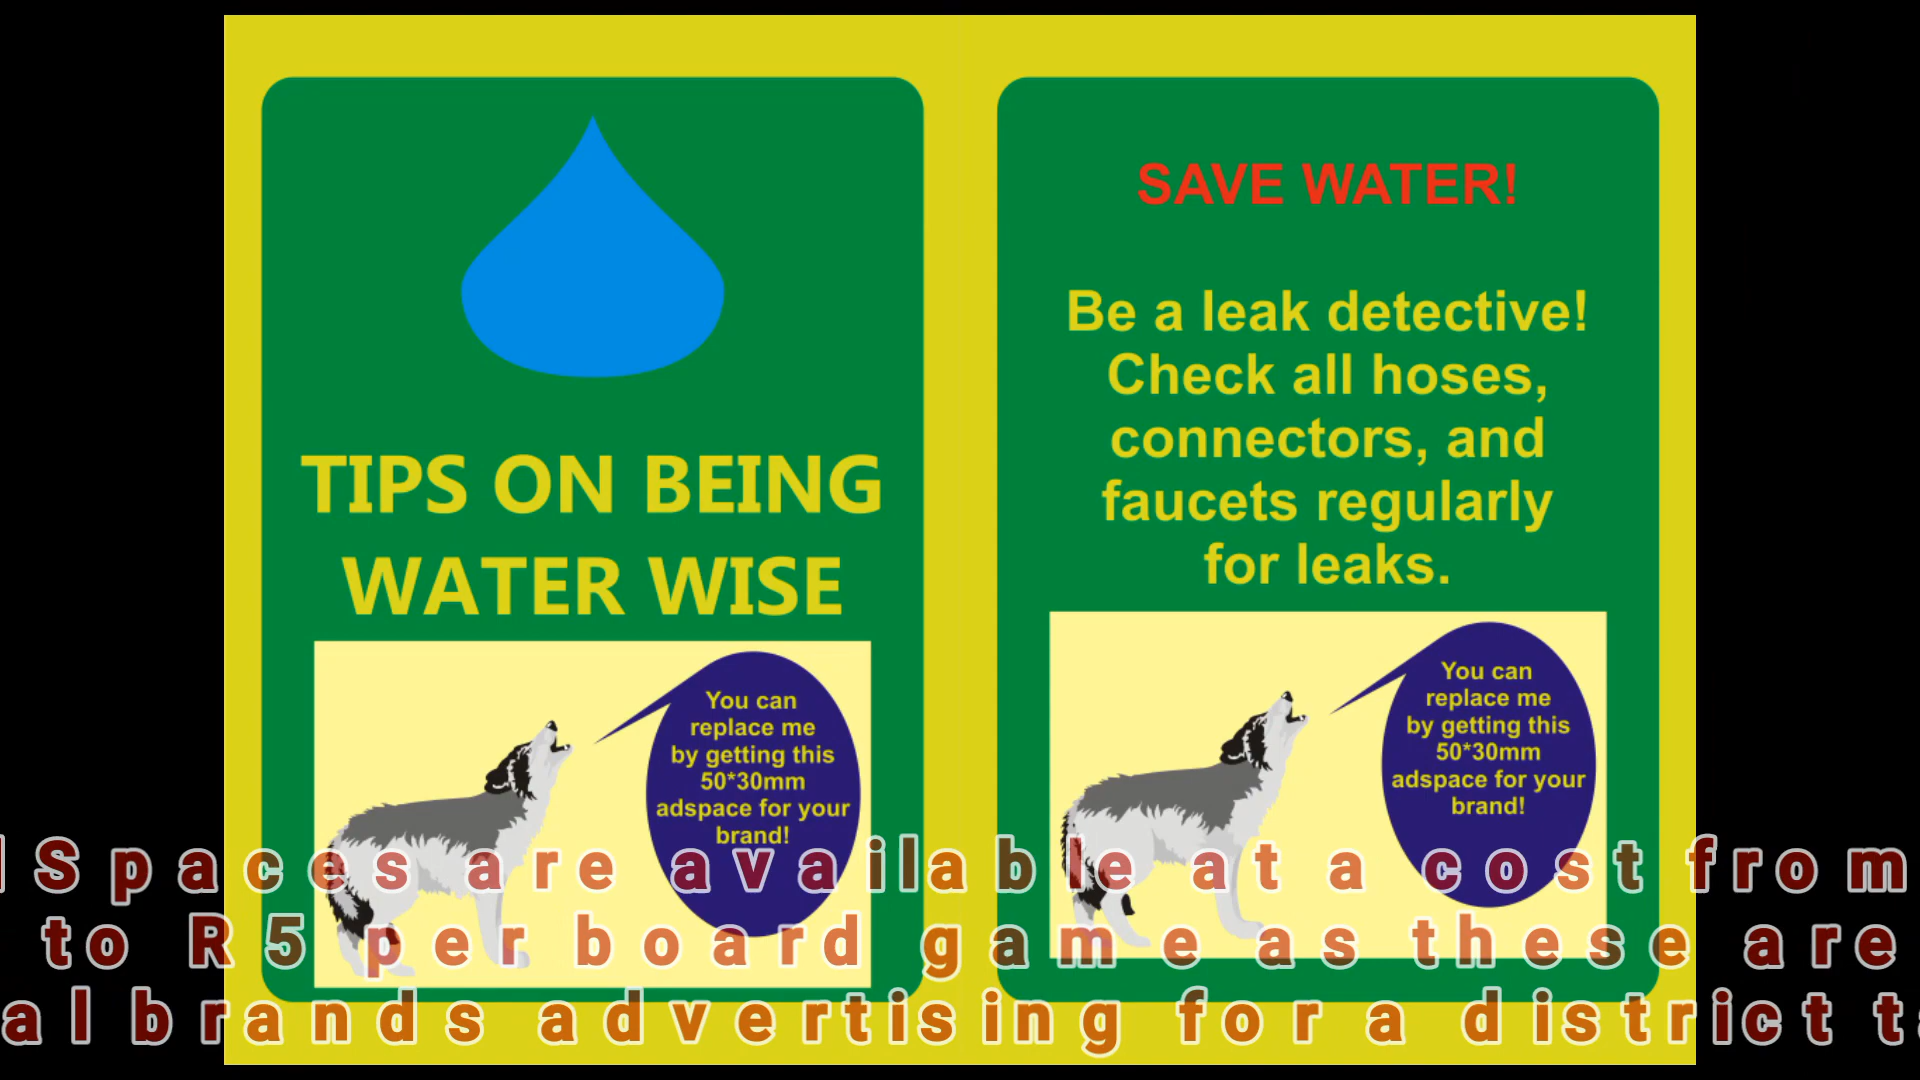 TIPS ON BEING
WATER WISE
You can
replace me
by getting this
50*30mm
adspace for your
brand!
SAVE WATER!
Be a leak detective!
Check all hoses,
connectors, and
faucets regularly
for leaks.
You can
replace me
by getting this
50*30mm
adspace for your
brand!
Spaces are available at a cost from
to R5 per board game as these are
brands advertising for a district